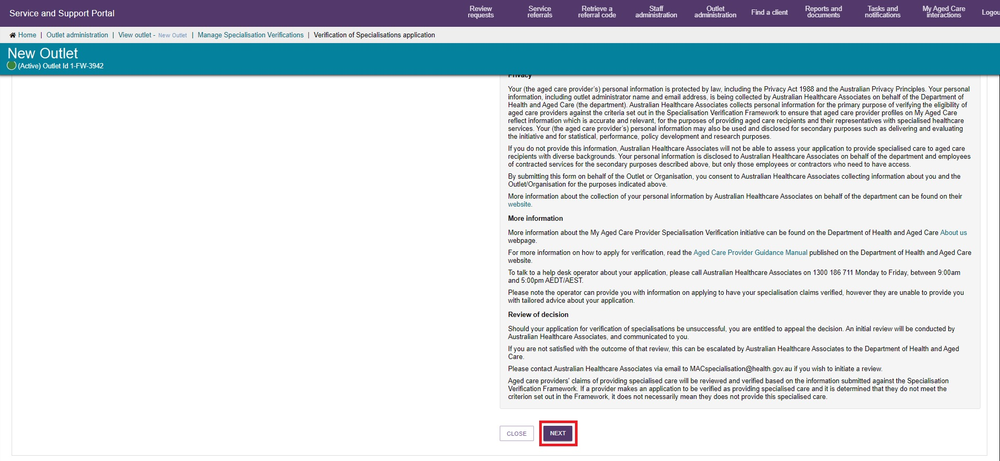 Service and Support Portal
Review requests
Service referrals
Retrieve a referral code
Staff administration
Outlet administration
Find a client
Reports and documents
Tasks and notifications
My Aged Care interactions
Logou
Home | Outlet administration | View outlet - New Outlet | Manage Specialisation Verifications | Verification of Specialisations application
New Outlet
(Active) Outlet Id 1-FW-3942
Privacy
Your (the aged care provider's) personal information is protected by law, including the Privacy Act 1988 and the Australian Privacy Principles. Your personal
information, including outlet administrator name and email address, is being collected by Australian Healthcare Associates on behalf of the Department of
Health and Aged Care (the department). Australian Healthcare Associates collects personal information for the primary purpose of verifying the eligibility of
aged care providers against the criteria set out in the Specialisation Verification Framework to ensure that aged care provider profiles on My Aged Care
reflect information which is accurate and relevant, for the purposes of providing aged care recipients and their representatives with specialised healthcare
services. Your (the aged care provider's) personal information may also be used and disclosed for secondary purposes such as delivering and evaluating
the initiative and for statistical, performance, policy development and research purposes.
If you do not provide this information, Australian Healthcare Associates will not be able to assess your application to provide specialised care to aged care
recipients with diverse backgrounds. Your personal information is disclosed to Australian Healthcare Associates on behalf of the department and employees
of contracted services for the secondary purposes described above, but only those employees or contractors who need to have access.
By submitting this form on behalf of the Outlet or Organisation, you consent to Australian Healthcare Associates collecting information about you and the
Outlet/Organisation for the purposes indicated above.
More information about the collection of your personal information by Australian Healthcare Associates on behalf of the department can be found on their
website.
More information
More information about the My Aged Care Provider Specialisation Verification initiative can be found on the Department of Health and Aged Care About us
webpage.
For more information on how to apply for verification, read the Aged Care Provider Guidance Manual published on the Department of Health and Aged Care
website.
To talk to a help desk operator about your application, please call Australian Healthcare Associates on 1300 186 711 Monday to Friday, between 9:00am
and 5:00pm AEDT/AEST.
Please note the operator can provide you with information on applying to have your specialisation claims verified, however they are unable to provide you
with tailored advice about your application.
Review of decision
Should your application for verification of specialisations be unsuccessful, you are entitled to appeal the decision. An initial review will be conducted by
Australian Healthcare Associates, and communicated to you.
If you are not satisfied with the outcome of that review, this can be escalated by Australian Healthcare Associates to the Department of Health and Aged
Care.
Please contact Australian Healthcare Associates via email to MACspecialisation@health.gov.au if you wish to initiate a review.
Aged care providers' claims of providing specialised care will be reviewed and verified based on the information submitted against the Specialisation
Verification Framework. If a provider makes an application to be verified as providing specialised care and it is determined that they do not meet the
criterion set out in the Framework, it does not necessarily mean they does not provide this specialised care.
CLOSE
NEXT